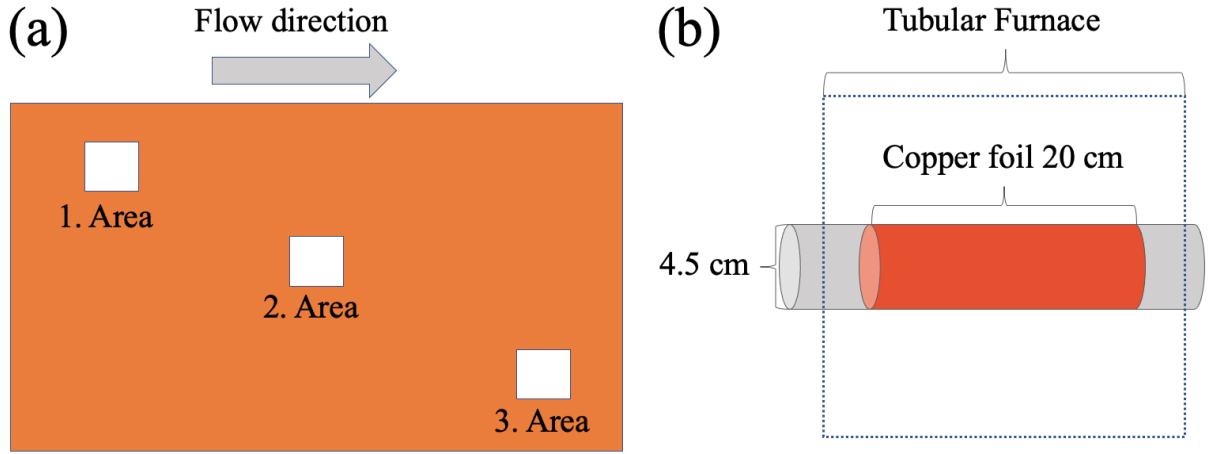 (a)
Flow direction
1. Area
2. Area
3. Area
(b)
Tubular Furnace
Copper foil 20 cm
4.5 cm